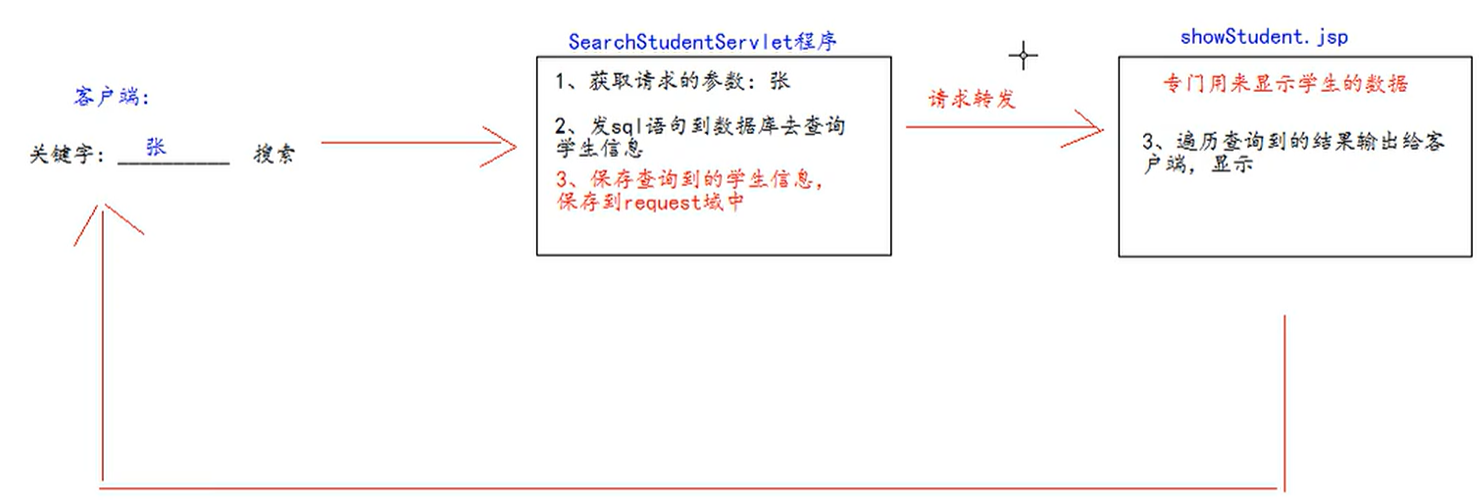 客户端:
关键字: 张 搜索
SearchStudentServlet程序
1、获取请求的参数: 张
2、发sql语句到数据库去查询
学生信息
3、保存查询到的学生信息,
保存到request域中
请求转发
showStudent.jsp
专门用来显示学生的数据
3、遍历查询到的结果输出给客
户端, 显示